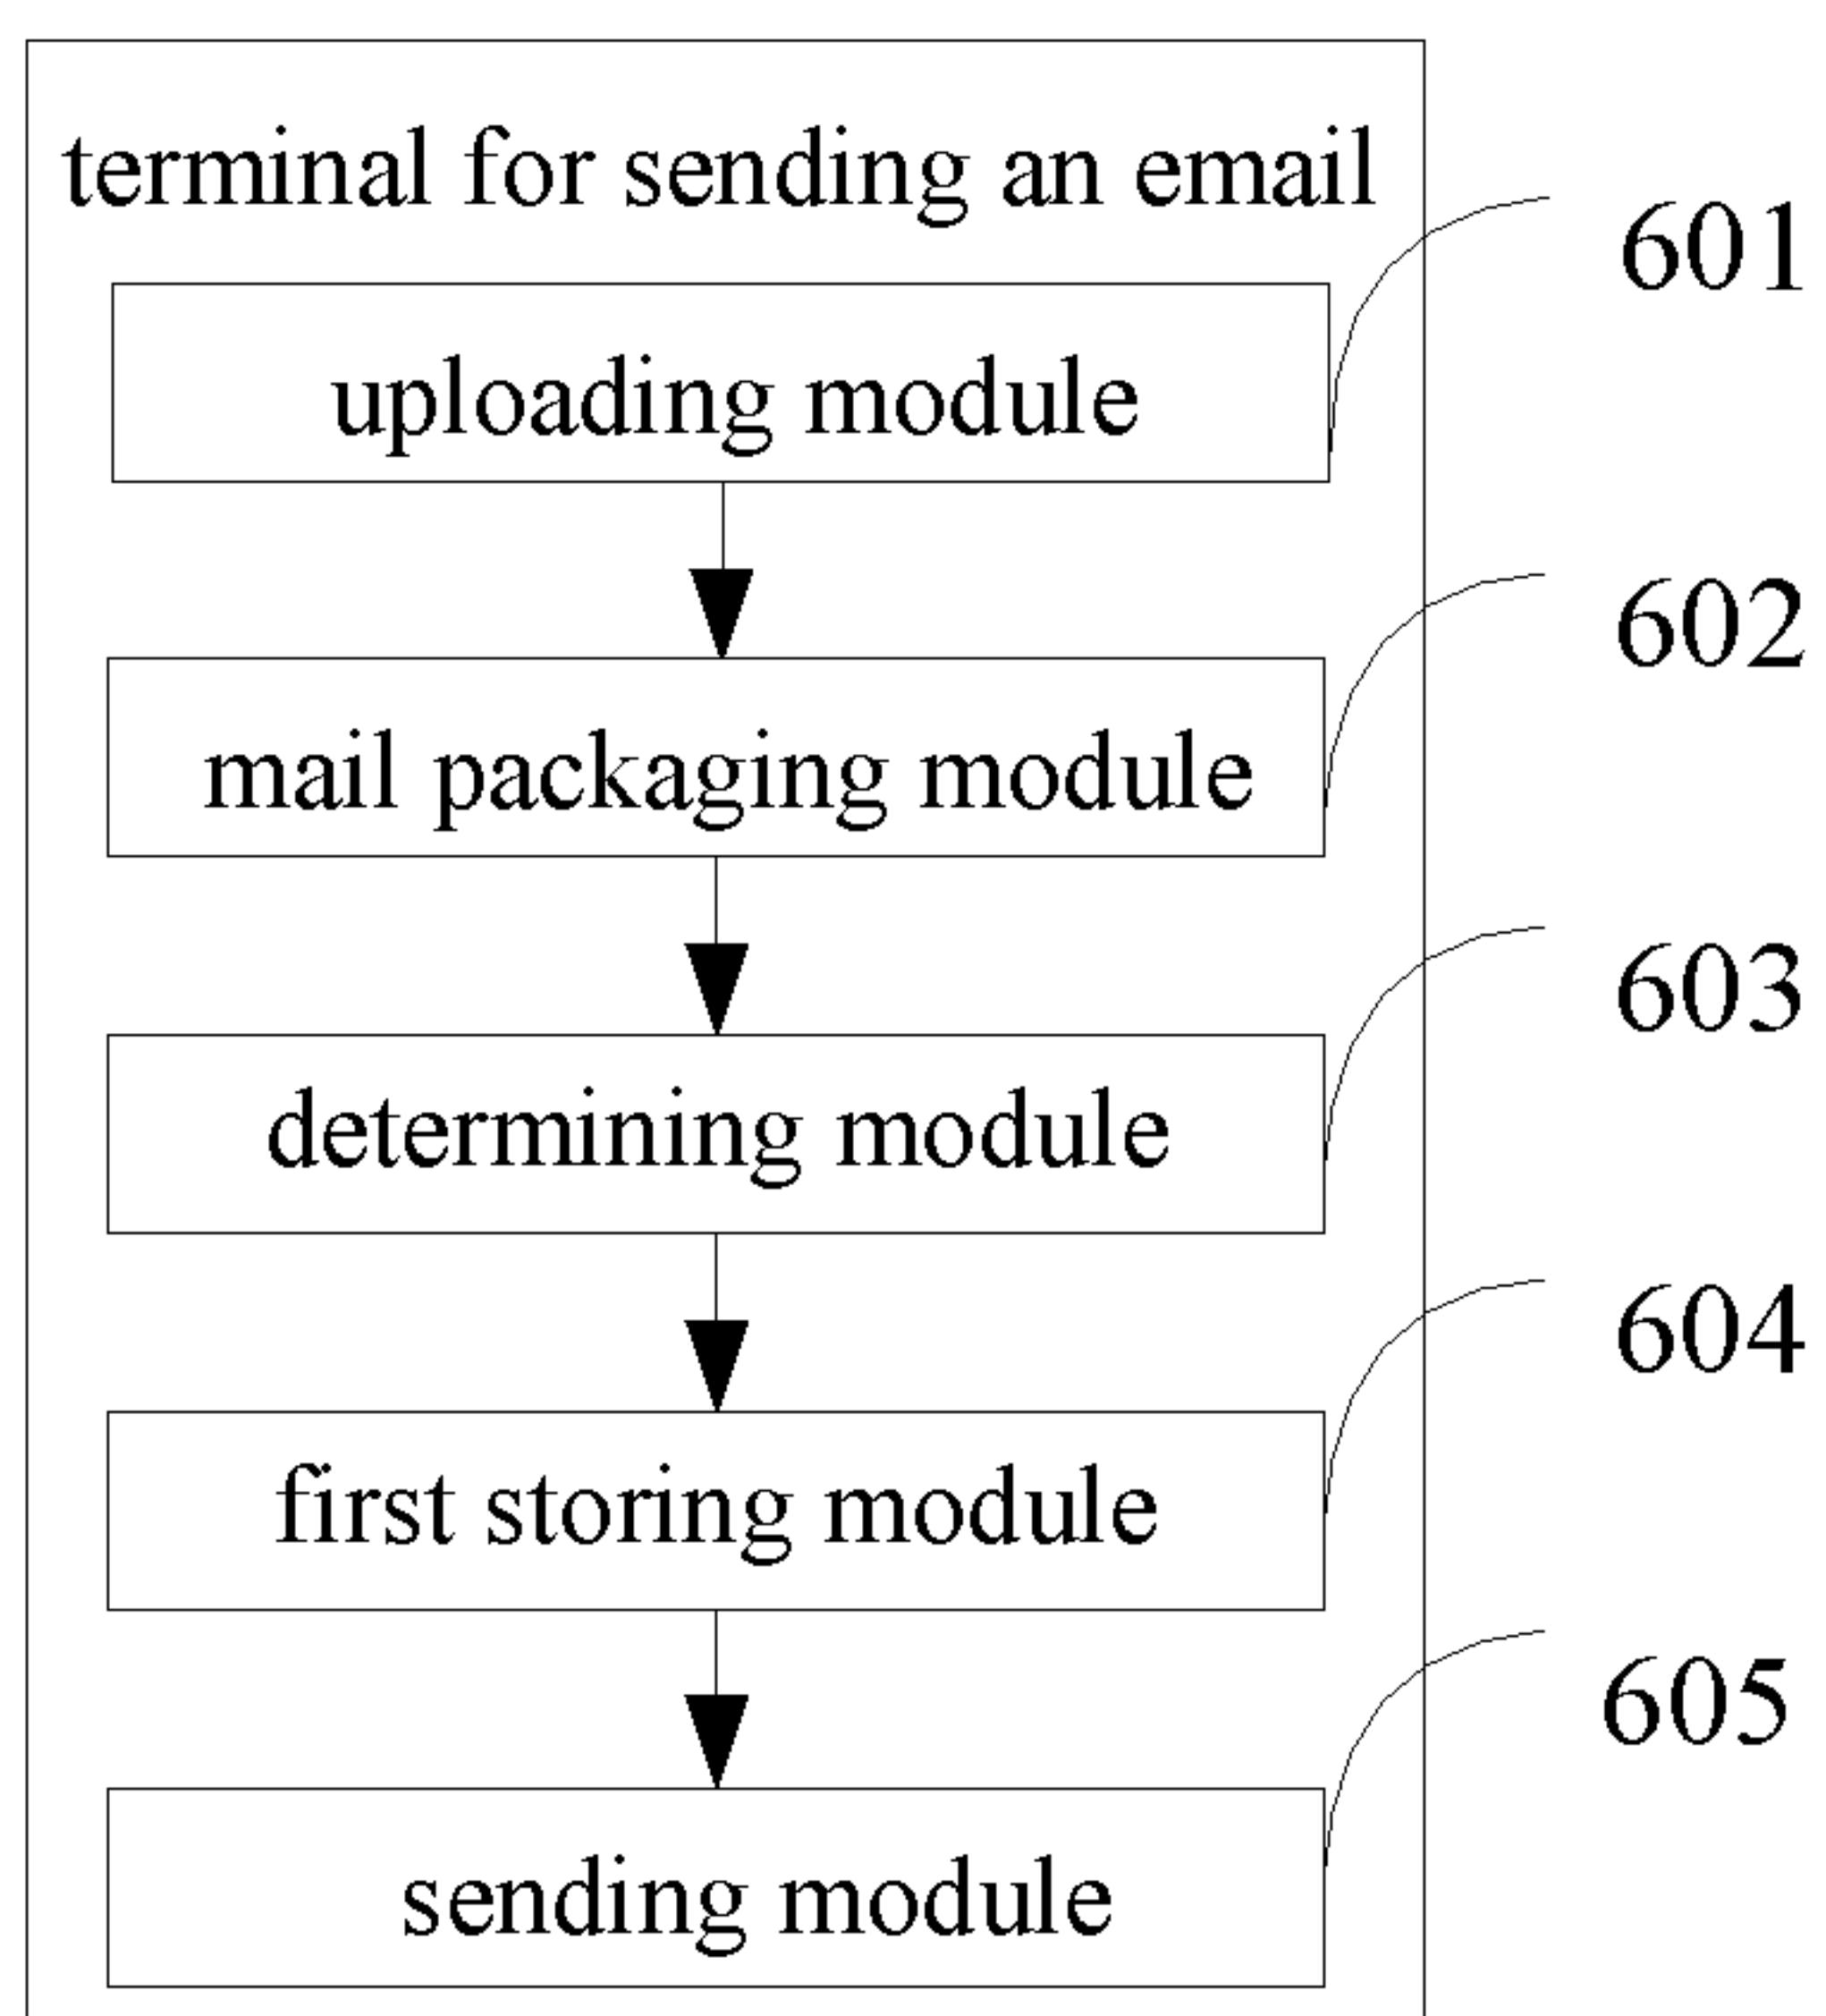 terminal for sending an email
601
uploading module
602
mail packaging module
603
determining module
604
first storing module
605
sending module